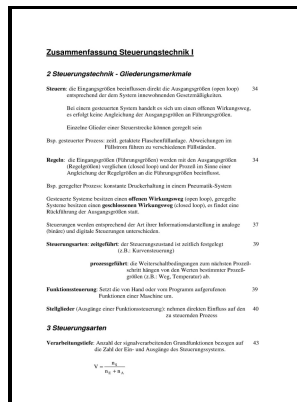 Zusammenfassung Steuerungstechnik I
2 Steuerungstechnik - Gliederungsmerkmale
Steuern: die Eingangsgrößen beeinflussen direkt die Ausgangsgrößen (open loop) 34
entsprechend der dem System innewohnenden Gesetzmäßigkeiten.
Bei einem gesteuerten System handelt es sich um einen offenen Wirkungsweg,
es erfolgt keine Angleichung der Ausgangsgrößen an Führungsgrößen.
Einzelne Glieder einer Steuerstecke können geregelt sein
Bsp. gesteuerter Prozess: zeitl. getaktete Flaschenfüllanlage. Abweichungen im
Füllstrom führen zu verschiedenen Füllständen.
Regeln: die Eingangsgrößen (Führungsgrößen) werden mit den Ausgangsgrößen 34
(Regelgrößen) verglichen (closed loop) und der Prozeß im Sinne einer
Angleichung der Regelgrößen an die Führungsgrößen beeinflusst.
Bsp. geregelter Prozess: konstante Druckerhaltung in einem Pneumatik-System
Gesteuerte Systeme besitzen einen offenen Wirkungsweg (open loop), geregelte
Systeme besitzen einen geschlossenen Wirkungsweg (closed loop), es findet eine
Rückführung der Ausgangsgrößen statt.
Steuerungen werden entsprechend der Art ihrer Informationsdarstellung in analoge 37
(binäre) und digitale Steuerungen unterschieden.
Steuerungsarten: zeitgeführt: der Steuerungszustand ist zeitlich festgelegt 39
(z.B.: Kurvensteuerung)
prozessgeführt: die Weiterschaltbedingungen zum nächsten Prozeß-
schritt hängen von den Werten bestimmter Prozeß-
größen (z.B.: Weg, Temperatur) ab
Funktionssteuerung: Setzt die von Hand oder vom Programm aufgerufenen 39
Funktionen einer Maschine um.
Stellglieder (Ausgänge einer Funktionssteuerung): nehmen direkten Einfluss auf den 40
zu steuernden Prozess
3 Steuerungsarten
Verarbeitungstiefe: Anzahl der signalverarbeitenden Grundfunktionen bezogen auf 43
die Zahl der Ein- und Ausgänge des Steuerungssystems.